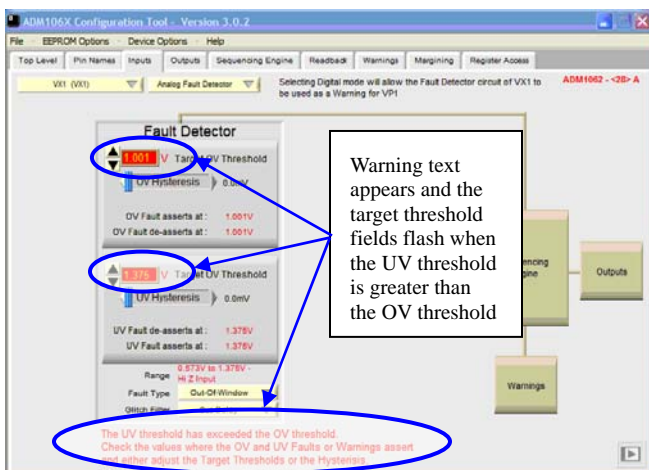 ADM106X Configuration Tool - Version 3.0.2
File EEPROM Options Device Options Help
Top Level Pin Names Inputs Outputs Sequencing Engine Readback Warnings Margining Register Access
VX1 (VX1) Analog Fault Detector
Selecting Digital mode will allow the Fault Detector circuit of VX1 to
be used as a Warning for VP1
ADM1062 - <28> A
Fault Detector
1.001 V Target OV Threshold
OV Hysteresis 0.0mV
OV Fault asserts at : 1.001V
OV Fault de-asserts at : 1.001V
1.375 V Target UV Threshold
UV Hysteresis 0.0mV
UV Fault de-asserts at : 1.375V
UV Fault asserts at : 1.375V
Range 0.573V to 1.375V -
Hi Z Input
Fault Type Out-Of-Window
Glitch Filter
Warning text
appears and the
target threshold
fields flash when
the UV threshold
is greater than
the OV threshold
Outputs
Warnings
The UV threshold has exceeded the OV threshold.
Check the values where the OV and UV Faults or Warnings assert
and either adjust the Target Thresholds or the Hysterisis